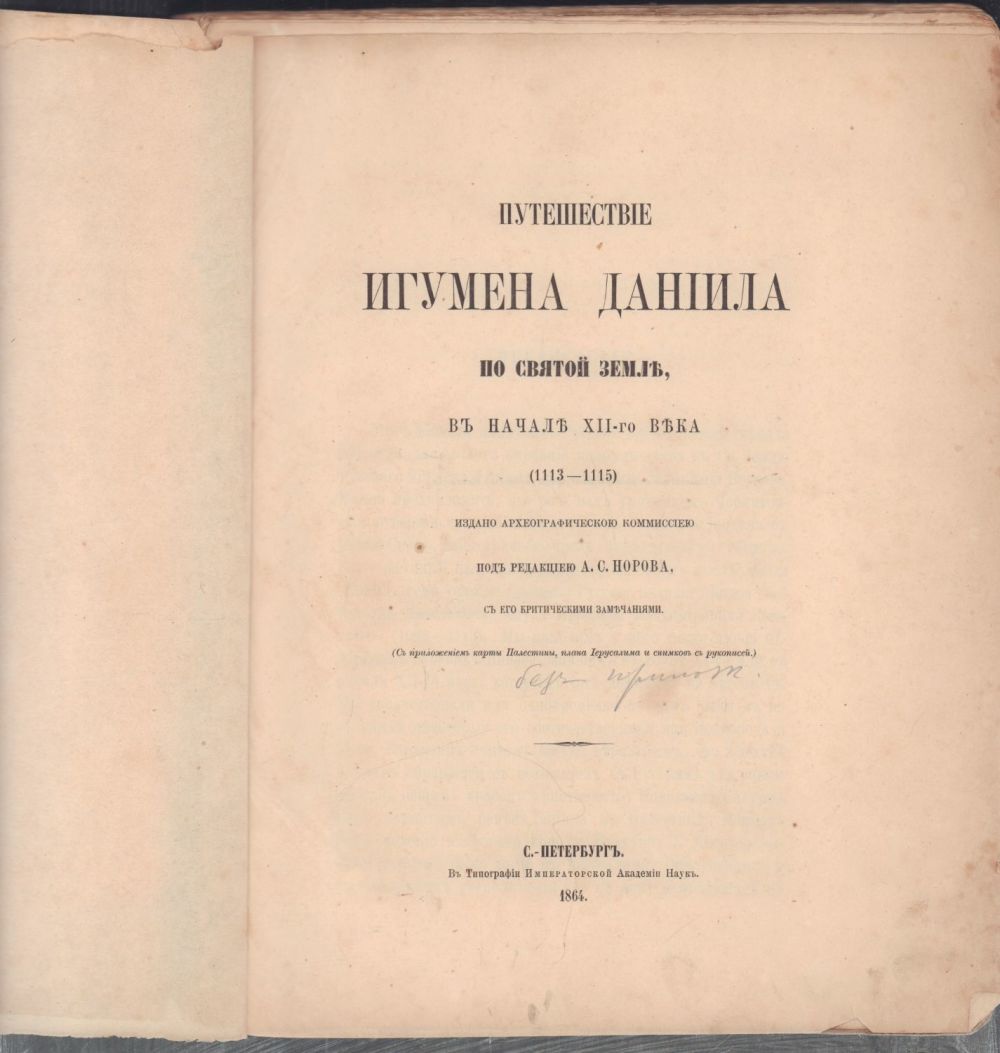 ПУТЕШЕСТВІЕ
ИГУМЕНА ДАНІИЛА
ПО СВЯТОЙ ЗЕМЛѢ,
ВЪ НАЧАЛѢ XII-го ВѢКА
(1113—1115)
ИЗДАНО АРХЕОГРАФИЧЕСКОЮ КОММИССІЕЮ
ПОДЪ РЕДАКЦІЕЮ А. С. НОРОВА,
СЪ ЕГО КРИТИЧЕСКИМИ ЗАМѢЧАНІЯМИ.
(Съ приложеніемъ карты Палестины, плана Іерусалима и снимковъ съ рукописей.)
безъ прилож.
С.-ПЕТЕРБУРГЪ.
Въ Типографіи Императорской Академіи Наукъ.
1864.